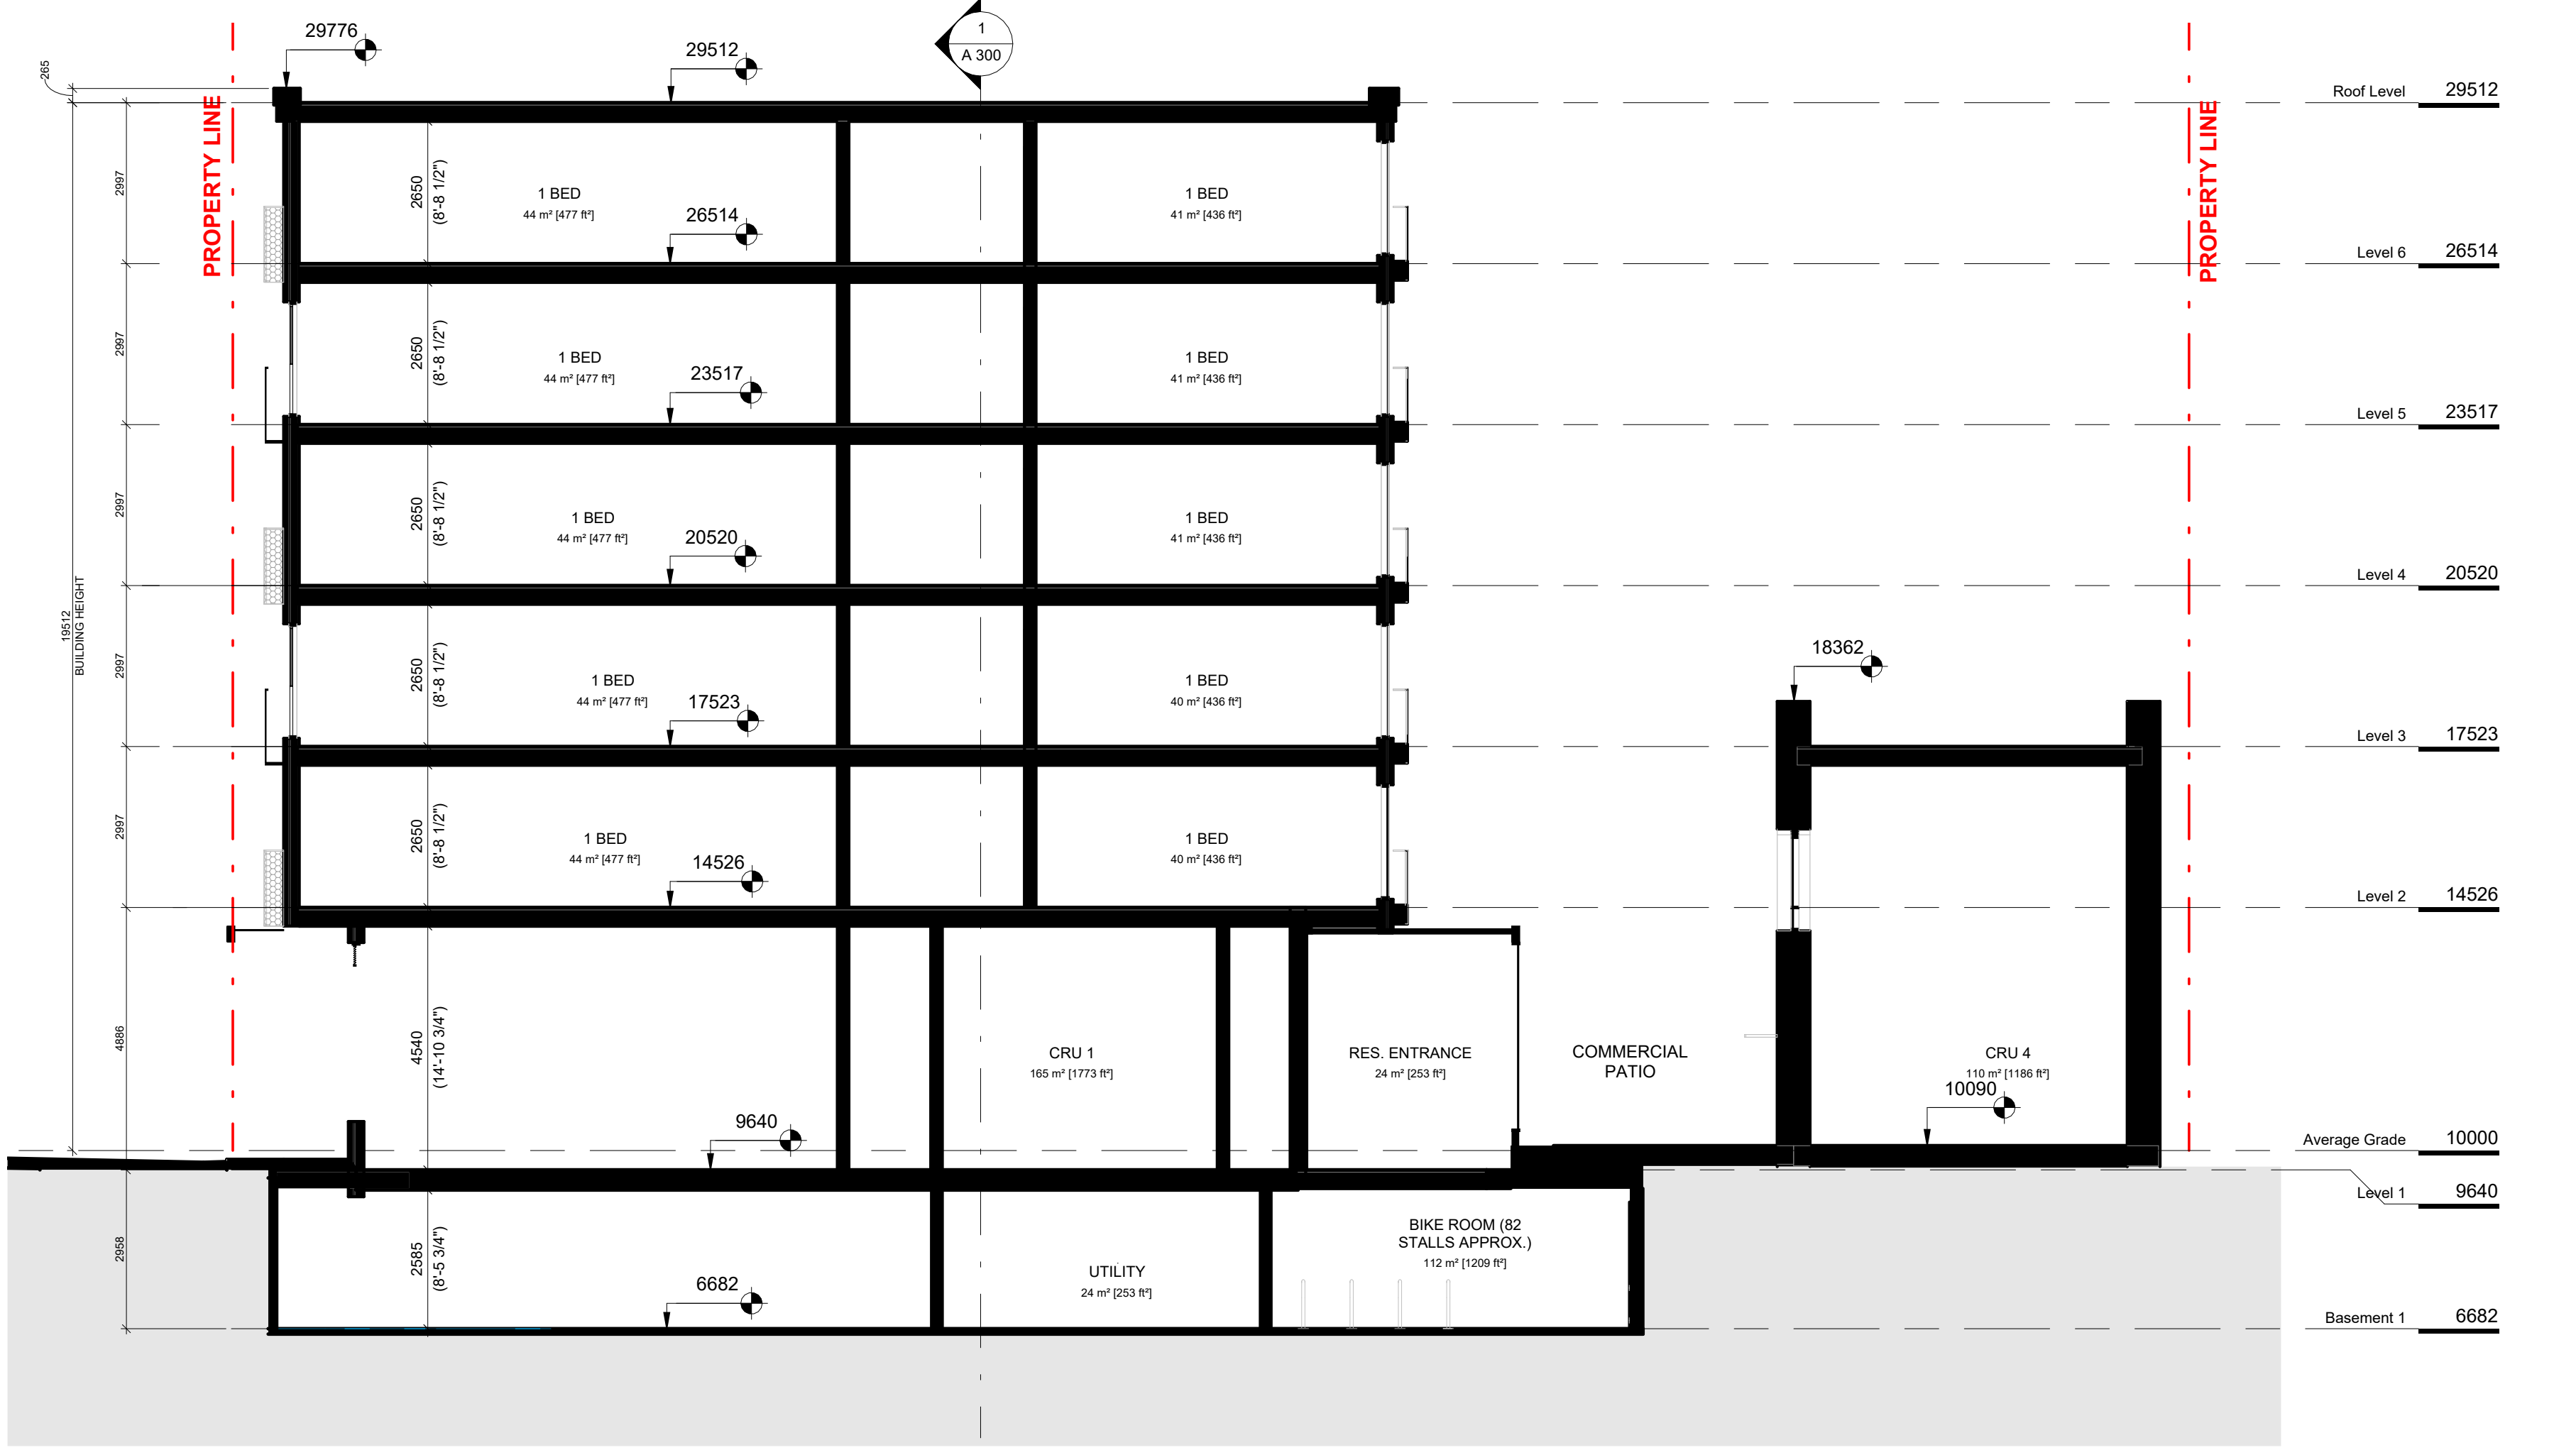 1
A 300
29776
29512
265
Roof Level 29512
PROPERTY LINE
PROPERTY LINE
2997
2650
(8'-8 1/2")
1 BED
44 m² [477 ft²]
1 BED
41 m² [436 ft²]
26514
Level 6 26514
2997
2650
(8'-8 1/2")
1 BED
44 m² [477 ft²]
1 BED
41 m² [436 ft²]
23517
Level 5 23517
2997
2650
(8'-8 1/2")
1 BED
44 m² [477 ft²]
1 BED
41 m² [436 ft²]
20520
Level 4 20520
19512
BUILDING HEIGHT
2997
2650
(8'-8 1/2")
1 BED
44 m² [477 ft²]
1 BED
40 m² [436 ft²]
18362
17523
Level 3 17523
2997
2650
(8'-8 1/2")
1 BED
44 m² [477 ft²]
1 BED
40 m² [436 ft²]
14526
Level 2 14526
4886
4540
(14'-10 3/4")
CRU 1
165 m² [1773 ft²]
RES. ENTRANCE
24 m² [253 ft²]
COMMERCIAL
PATIO
CRU 4
110 m² [1186 ft²]
10090
9640
Average Grade 10000
Level 1 9640
2958
2585
(8'-5 3/4")
BIKE ROOM (82
STALLS APPROX.)
112 m² [1209 ft²]
UTILITY
24 m² [253 ft²]
6682
Basement 1 6682